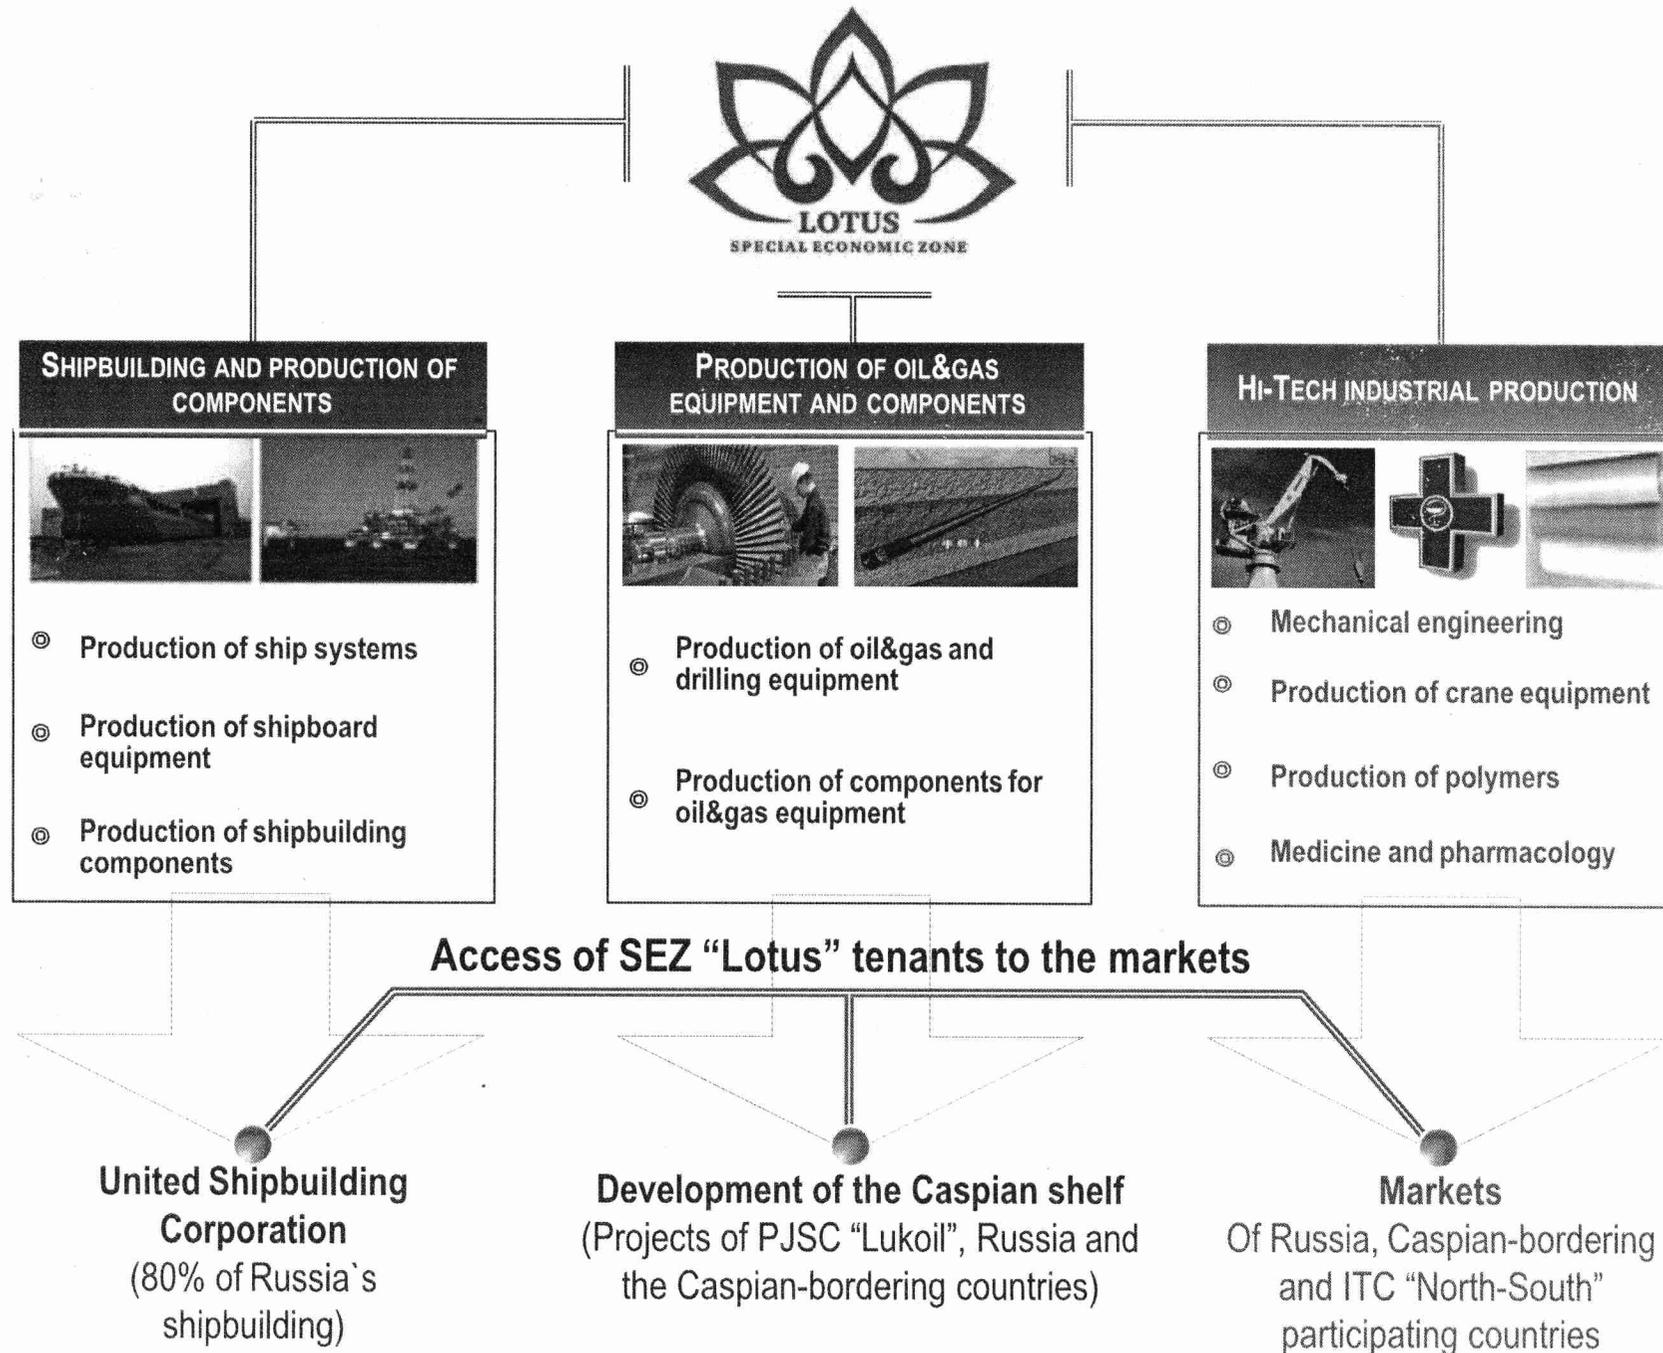 LOTUS
SPECIAL ECONOMIC ZONE
SHIPBUILDING AND PRODUCTION OF
COMPONENTS
Production of ship systems
Production of shipboard
equipment
Production of shipbuilding
components
PRODUCTION OF OIL&GAS
EQUIPMENT AND COMPONENTS
Production of oil&gas and
drilling equipment
Production of components for
oil&gas equipment
HI-TECH INDUSTRIAL PRODUCTION
Mechanical engineering
Production of crane equipment
Production of polymers
Medicine and pharmacology
Access of SEZ “Lotus” tenants to the markets
United Shipbuilding
Corporation
(80% of Russia`s
shipbuilding)
Development of the Caspian shelf
(Projects of PJSC “Lukoil”, Russia and
the Caspian-bordering countries)
Markets
Of Russia, Caspian-bordering
and ITC “North-South”
participating countries